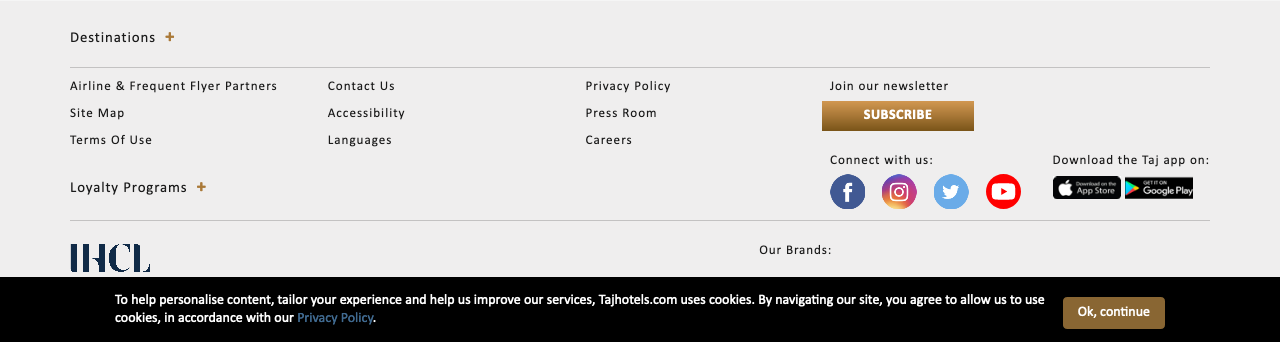 Destinations +
Airline & Frequent Flyer Partners
Site Map
Terms Of Use
Contact Us
Accessibility
Languages
Privacy Policy
Press Room
Careers
Join our newsletter
SUBSCRIBE
Loyalty Programs +
Connect with us:
Download the Taj app on:
Download on the
App Store
GET IT ON
Google Play
IHCL
Our Brands:
To help personalise content, tailor your experience and help us improve our services, Tajhotels.com uses cookies. By navigating our site, you agree to allow us to use
cookies, in accordance with our Privacy Policy.
Ok, continue